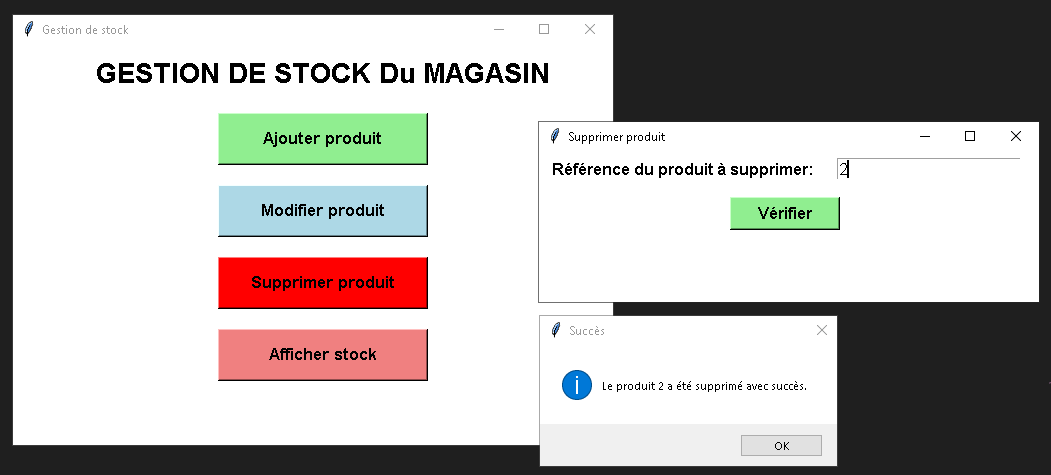 Gestion de stock
GESTION DE STOCK Du MAGASIN
Ajouter produit
Modifier produit
Supprimer produit
Afficher stock
Supprimer produit
Référence du produit à supprimer: 2
Vérifier
Succès
Le produit 2 a été supprimé avec succès.
OK